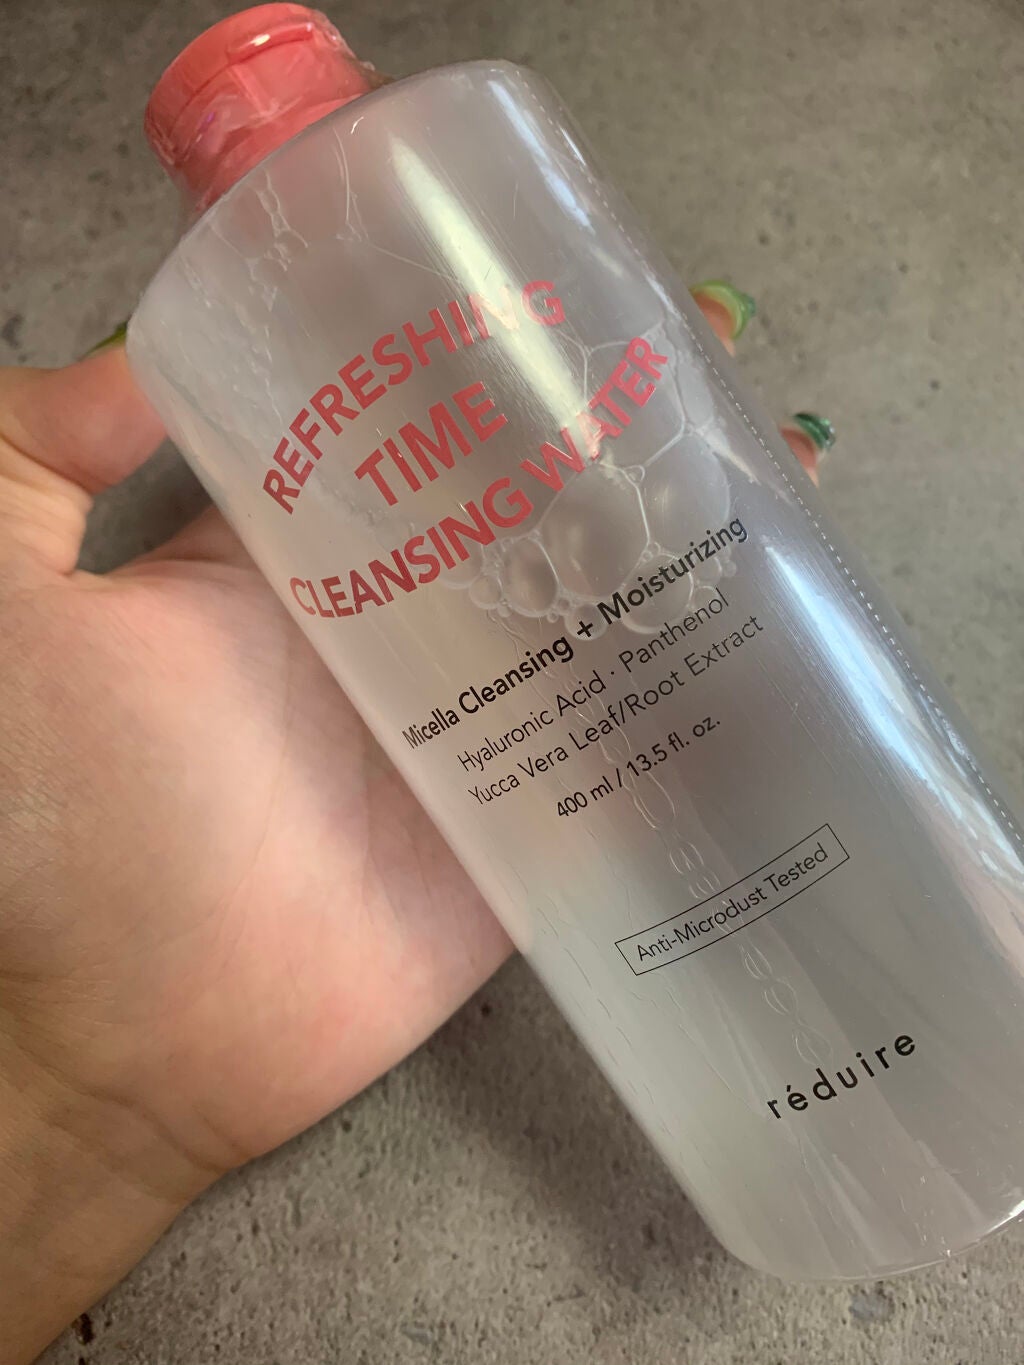 REFRESHING
TIME
CLEANSING WATER
Micella Cleansing + Moisturizing
Hyaluronic Acid · Panthenol
Yucca Vera Leaf/Root Extract
400 ml / 13.5 fl. oz.
Anti-Microdust Tested
réduire